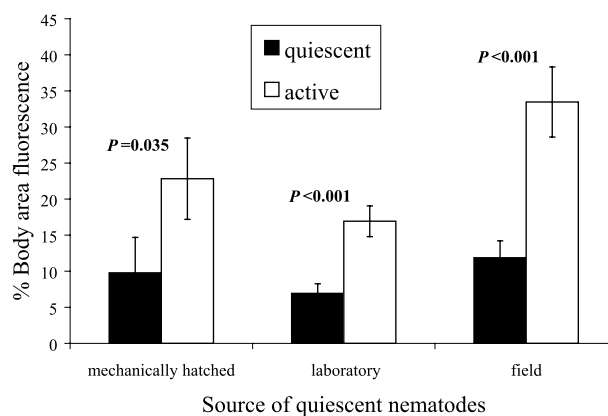 45
40
35
30
25
20
15
10
5
0
% Body area fluorescence
quiescent
active
P=0.035
P<0.001
P<0.001
mechanically hatched
laboratory
field
Source of quiescent nematodes